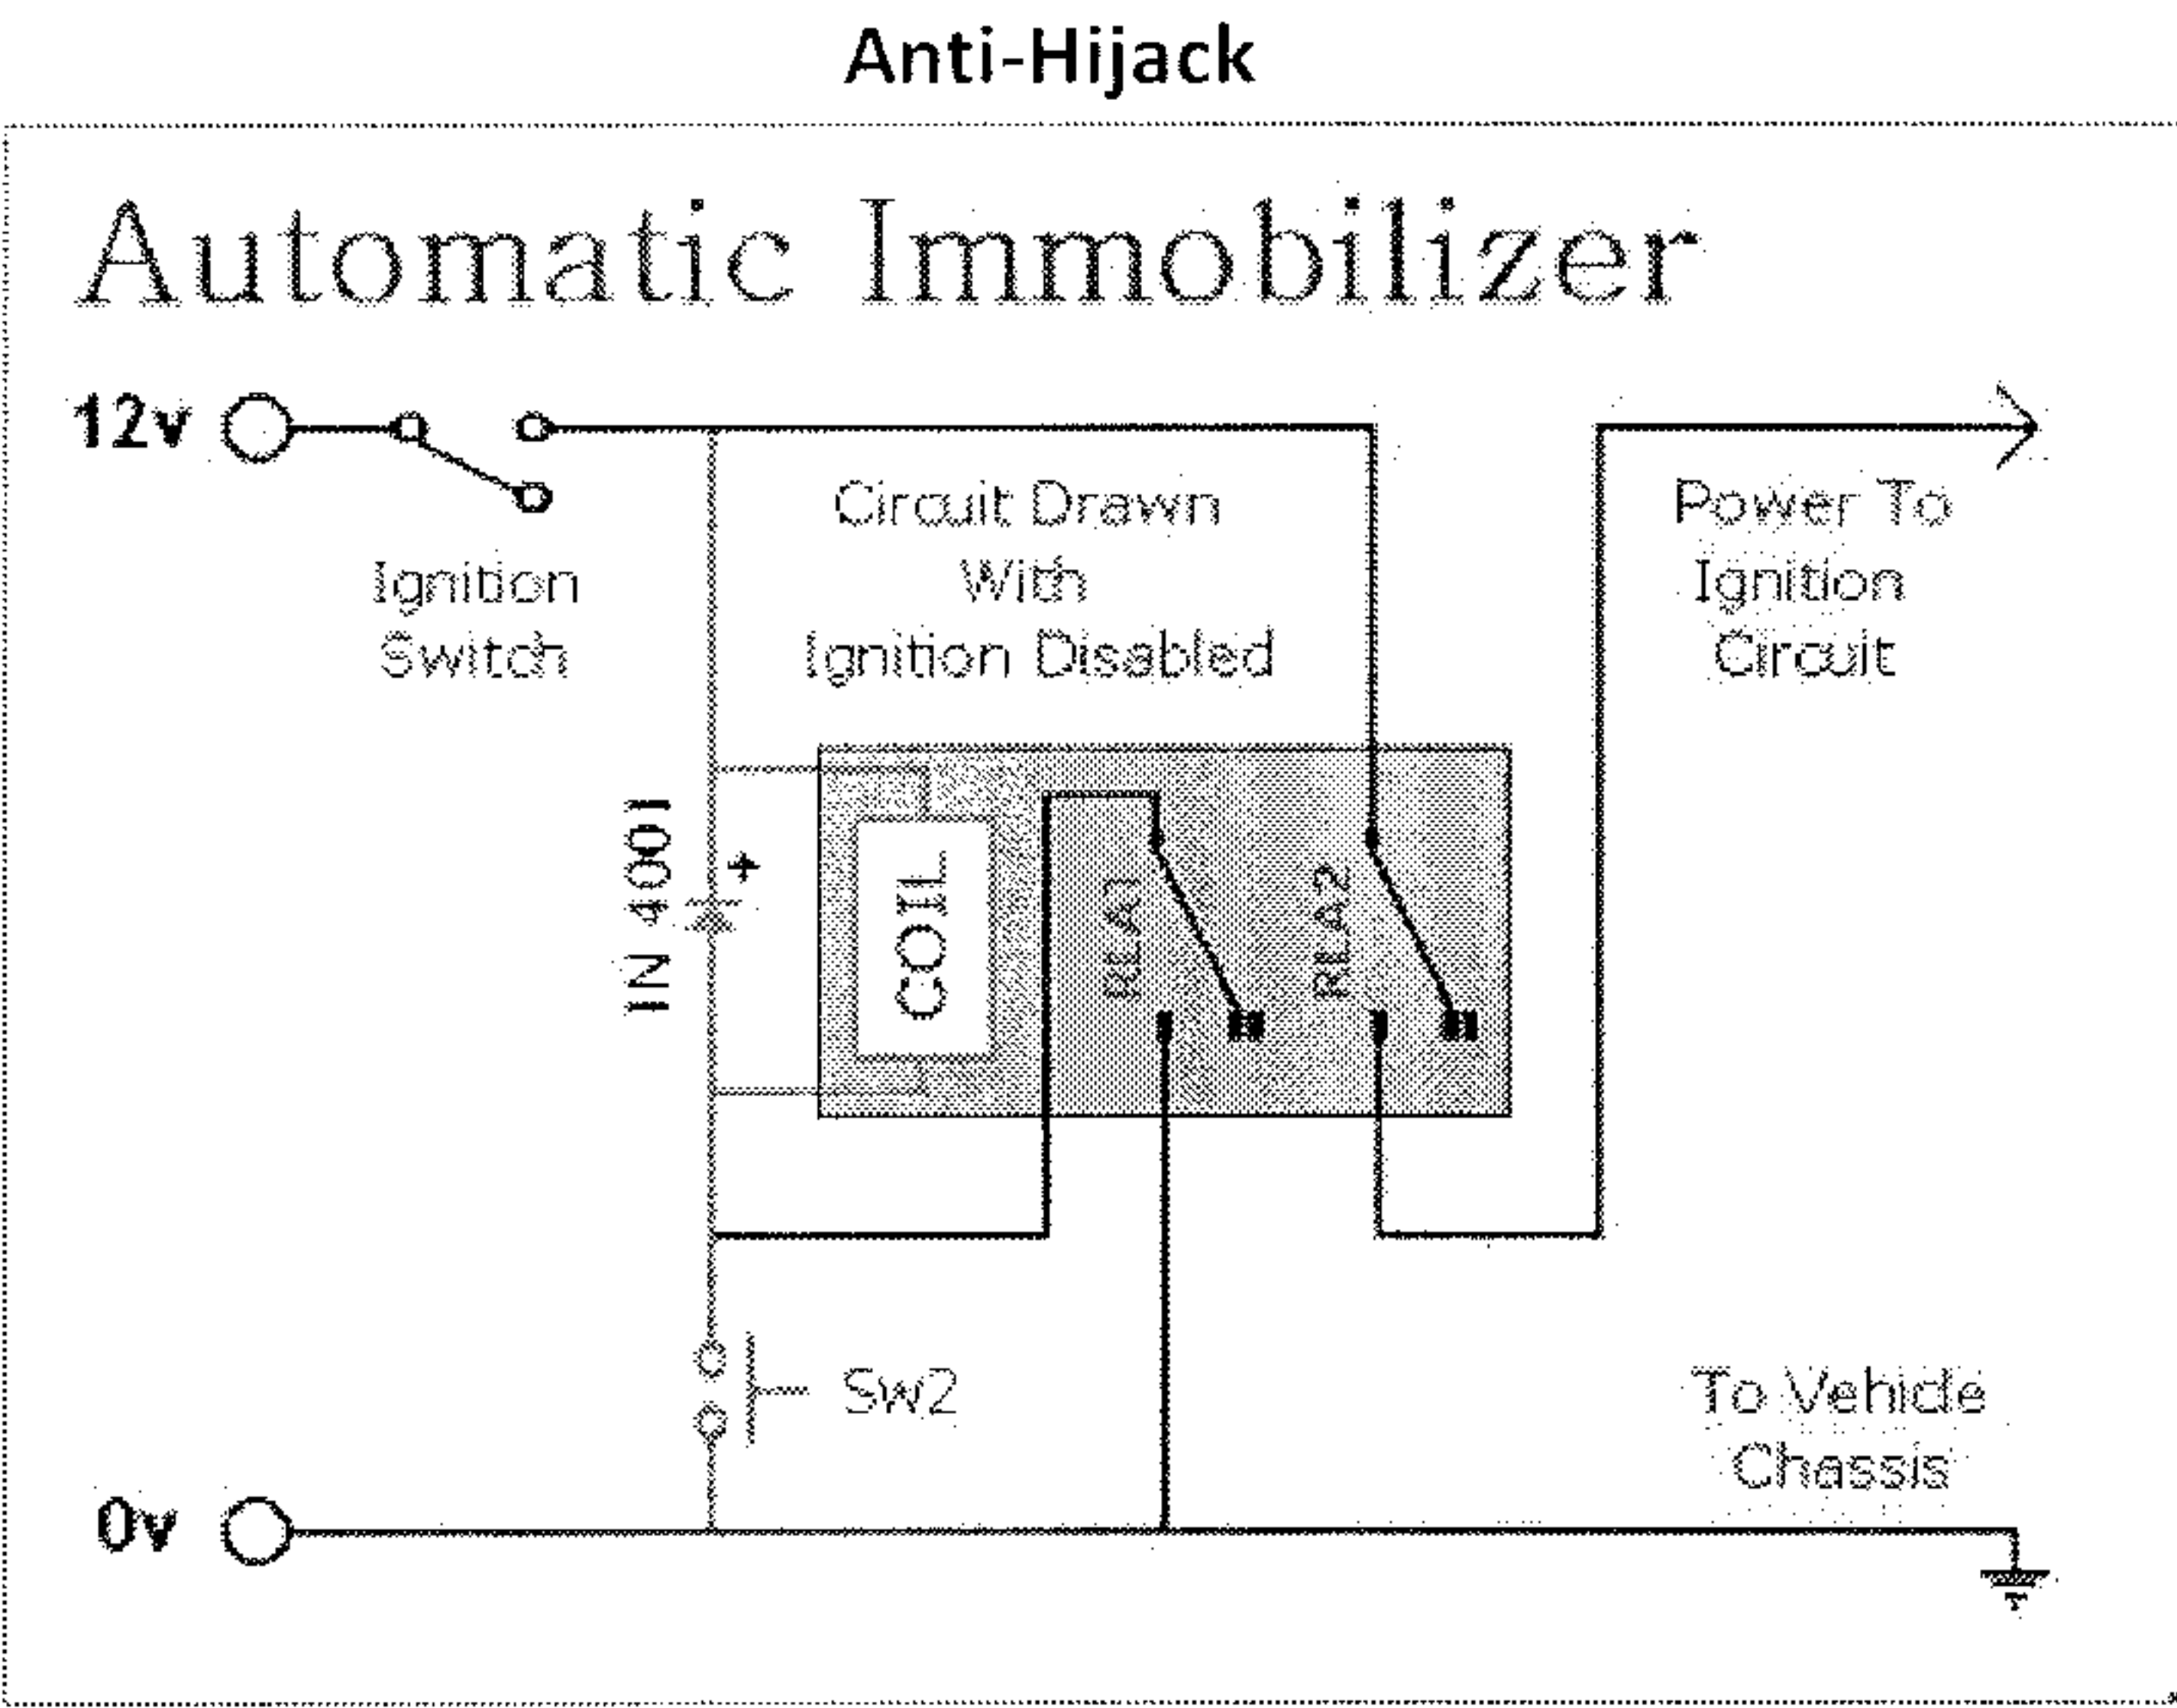 Anti-Hijack
Automatic Immobilizer
12v
Ignition
Switch
Circuit Drawn
With
Ignition Disabled
Power To
Ignition
Circuit
IN 4001
+
COIL
RLA1
RLA2
SW2
To Vehicle
Chassis
0v